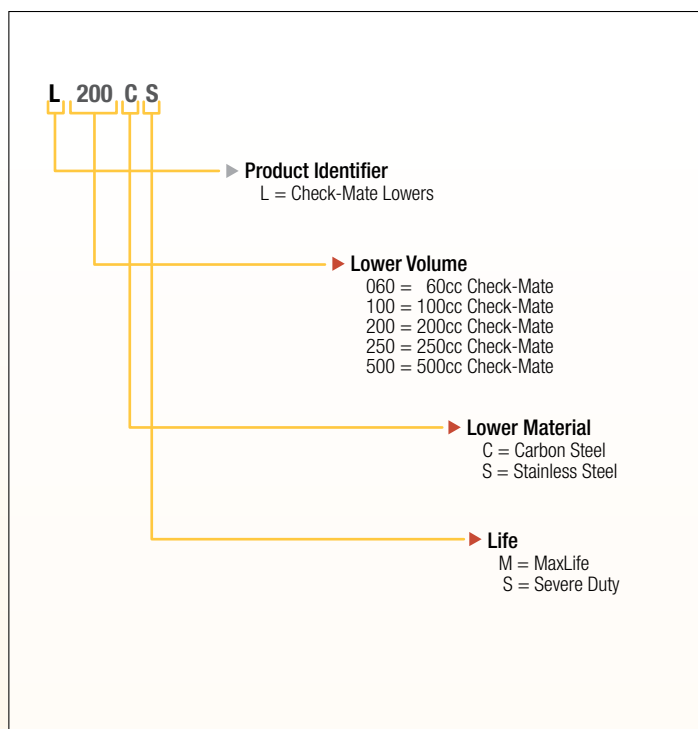 L 200 C S
Product Identifier
L = Check-Mate Lowers
Lower Volume
060 = 60cc Check-Mate
100 = 100cc Check-Mate
200 = 200cc Check-Mate
250 = 250cc Check-Mate
500 = 500cc Check-Mate
Lower Material
C = Carbon Steel
S = Stainless Steel
Life
M = MaxLife
S = Severe Duty